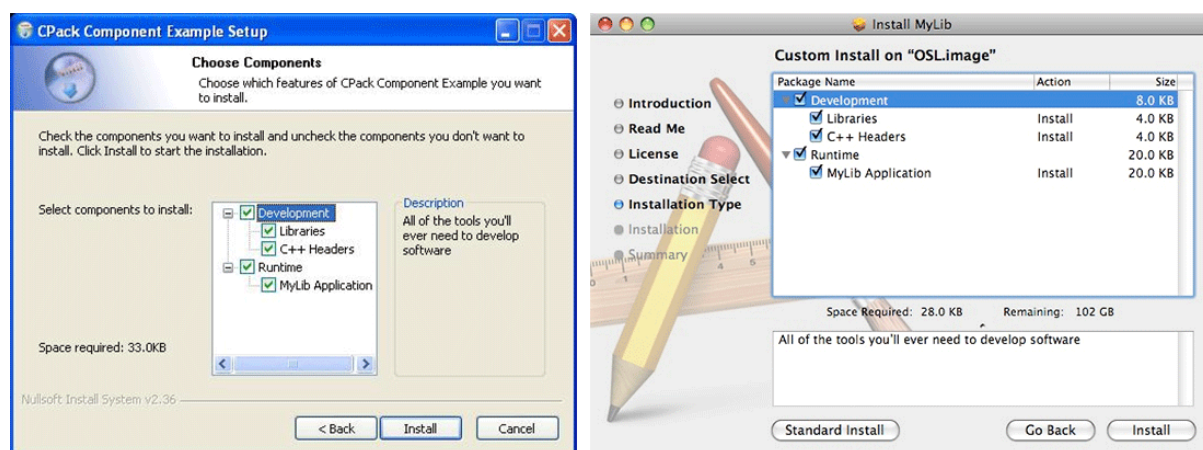 CPack Component Example Setup
Choose Components
Choose which features of CPack Component Example you want
to install.
Check the components you want to install and uncheck the components you don't want to
install. Click Install to start the installation.
Select components to install:
Development
Libraries
C++ Headers
Runtime
MyLib Application
Description
All of the tools you'll
ever need to develop
software
Space required: 33.0KB
Nullsoft Install System v2.36
< Back
Install
Cancel
Install MyLib
Custom Install on “OSL.image”
Introduction
Read Me
License
Destination Select
Installation Type
Installation
Summary
Package Name Action Size
Development 8.0 KB
Libraries Install 4.0 KB
C++ Headers Install 4.0 KB
Runtime 20.0 KB
MyLib Application Install 20.0 KB
Space Required: 28.0 KB Remaining: 102 GB
All of the tools you'll ever need to develop software
Standard Install
Go Back
Install